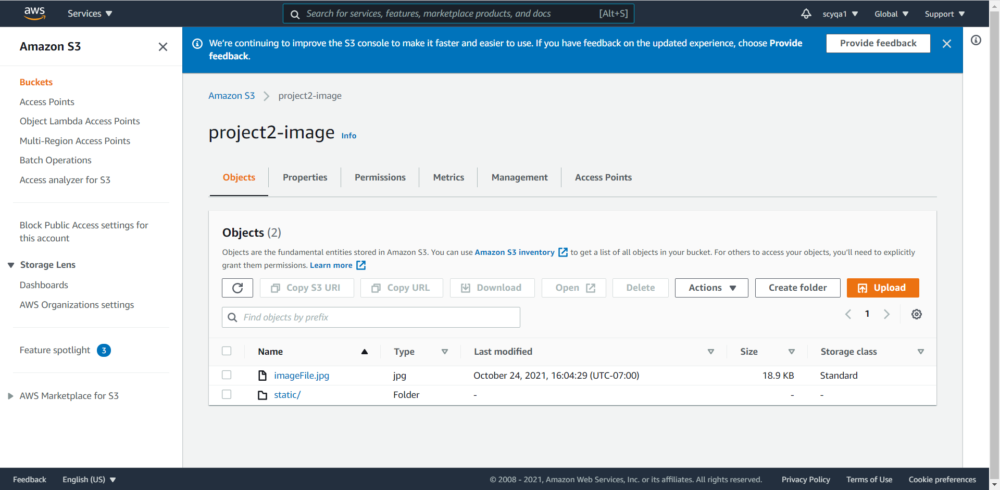 aws
Services
Search for services, features, marketplace products, and docs [Alt+S]
scyqa1
Global
Support
Amazon S3
Buckets
Access Points
Object Lambda Access Points
Multi-Region Access Points
Batch Operations
Access analyzer for S3
Block Public Access settings for
this account
Storage Lens
Dashboards
AWS Organizations settings
Feature spotlight 3
AWS Marketplace for S3
We're continuing to improve the S3 console to make it faster and easier to use. If you have feedback on the updated experience, choose Provide
feedback.
Provide feedback
Amazon S3 project2-image
project2-image Info
Objects Properties Permissions Metrics Management Access Points
Objects (2)
Objects are the fundamental entities stored in Amazon S3. You can use Amazon S3 inventory to get a list of all objects in your bucket. For others to access your objects, you'll need to explicitly
grant them permissions. Learn more
Copy S3 URI Copy URL Download Open Delete Actions Create folder Upload
Find objects by prefix
1
Name Type Last modified Size Storage class
imageFile.jpg jpg October 24, 2021, 16:04:29 (UTC-07:00) 18.9 KB Standard
static/ Folder - - -
Feedback English (US) © 2008 - 2021, Amazon Web Services, Inc. or its affiliates. All rights reserved. Privacy Policy Terms of Use Cookie preferences